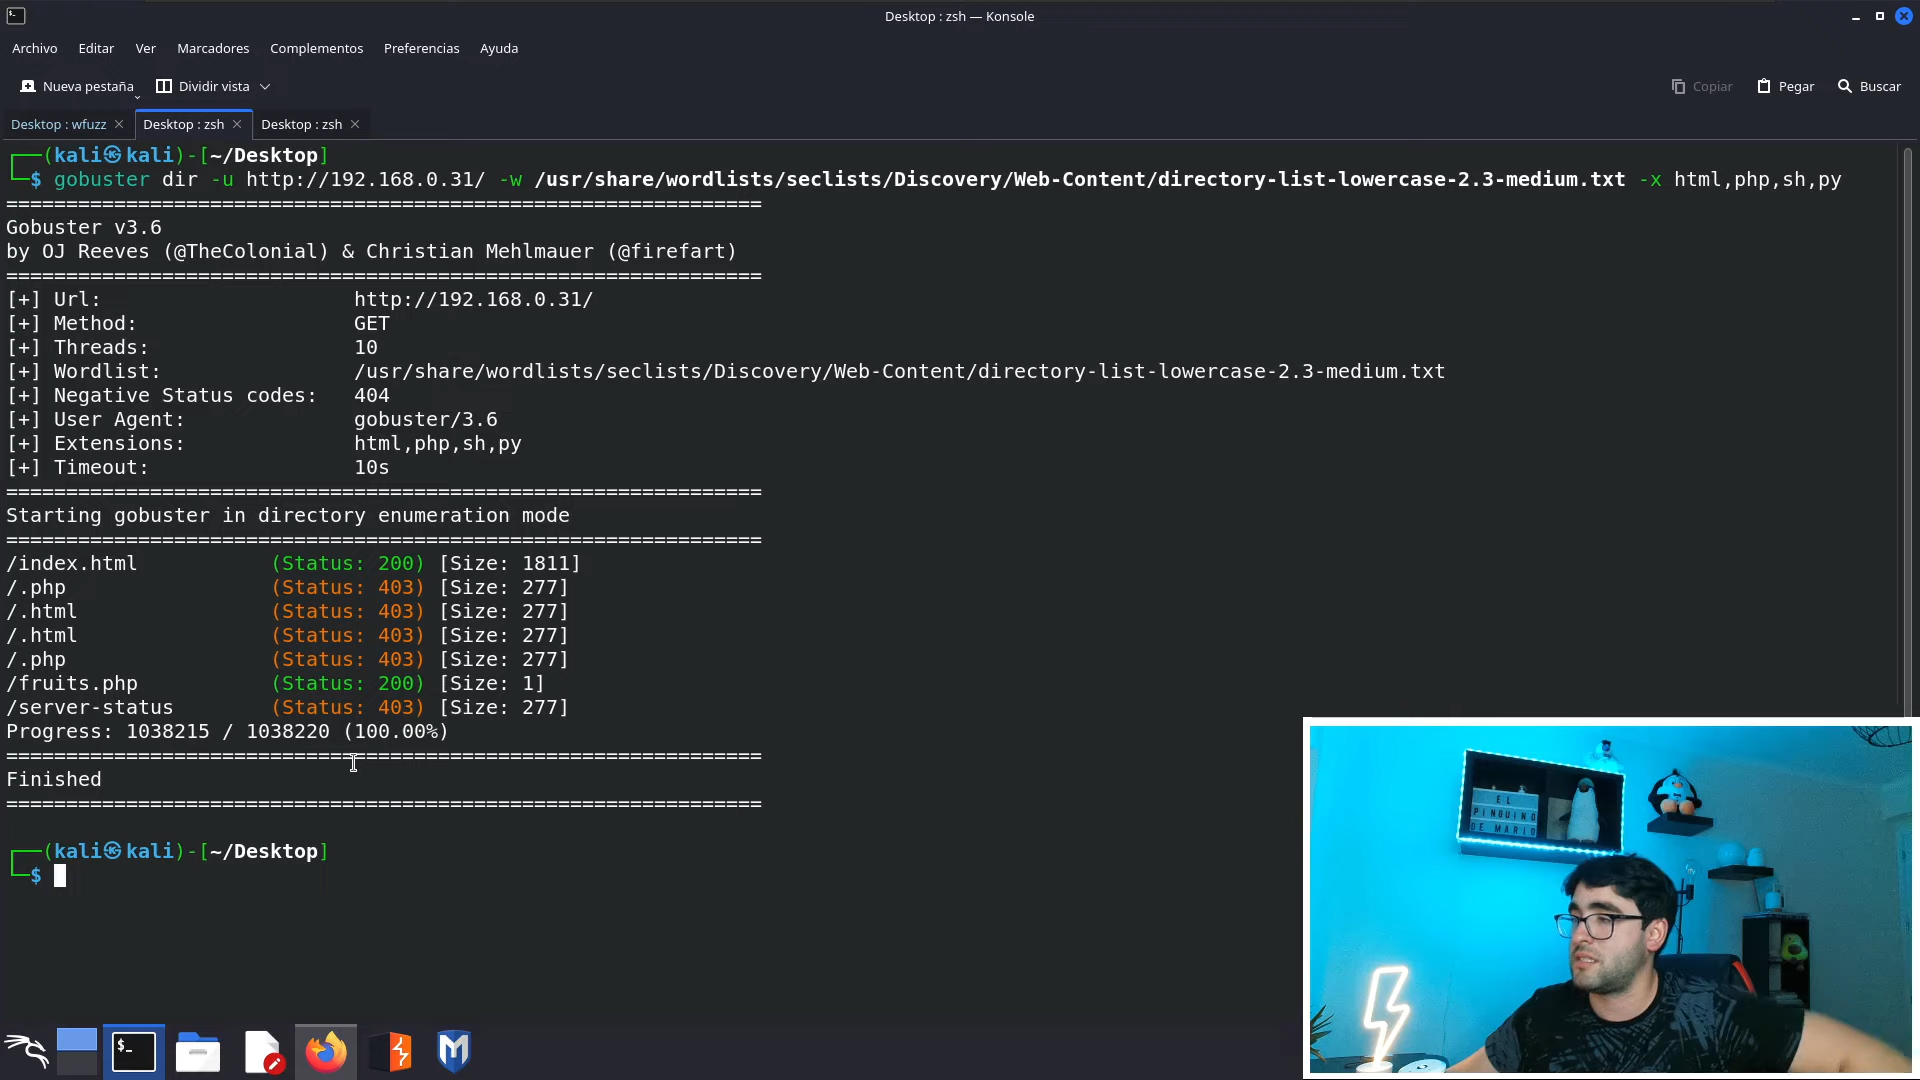 Desktop : zsh — Konsole
Archivo Editar Ver Marcadores Complementos Preferencias Ayuda
Nueva pestaña Dividir vista Copiar Pegar Buscar
Desktop : wfuzz Desktop : zsh Desktop : zsh
(kali㉿kali)-[~/Desktop]
$ gobuster dir -u http://192.168.0.31/ -w /usr/share/wordlists/seclists/Discovery/Web-Content/directory-list-lowercase-2.3-medium.txt -x html,php,sh,py
===============================================================
Gobuster v3.6
by OJ Reeves (@TheColonial) & Christian Mehlmauer (@firefart)
===============================================================
[+] Url: http://192.168.0.31/
[+] Method: GET
[+] Threads: 10
[+] Wordlist: /usr/share/wordlists/seclists/Discovery/Web-Content/directory-list-lowercase-2.3-medium.txt
[+] Negative Status codes: 404
[+] User Agent: gobuster/3.6
[+] Extensions: html,php,sh,py
[+] Timeout: 10s
===============================================================
Starting gobuster in directory enumeration mode
===============================================================
/index.html (Status: 200) [Size: 1811]
/.php (Status: 403) [Size: 277]
/.html (Status: 403) [Size: 277]
/.html (Status: 403) [Size: 277]
/.php (Status: 403) [Size: 277]
/fruits.php (Status: 200) [Size: 1]
/server-status (Status: 403) [Size: 277]
Progress: 1038215 / 1038220 (100.00%)
===============================================================
Finished
===============================================================
(kali㉿kali)-[~/Desktop]
$
EL
PINGUINO
DE MARIO